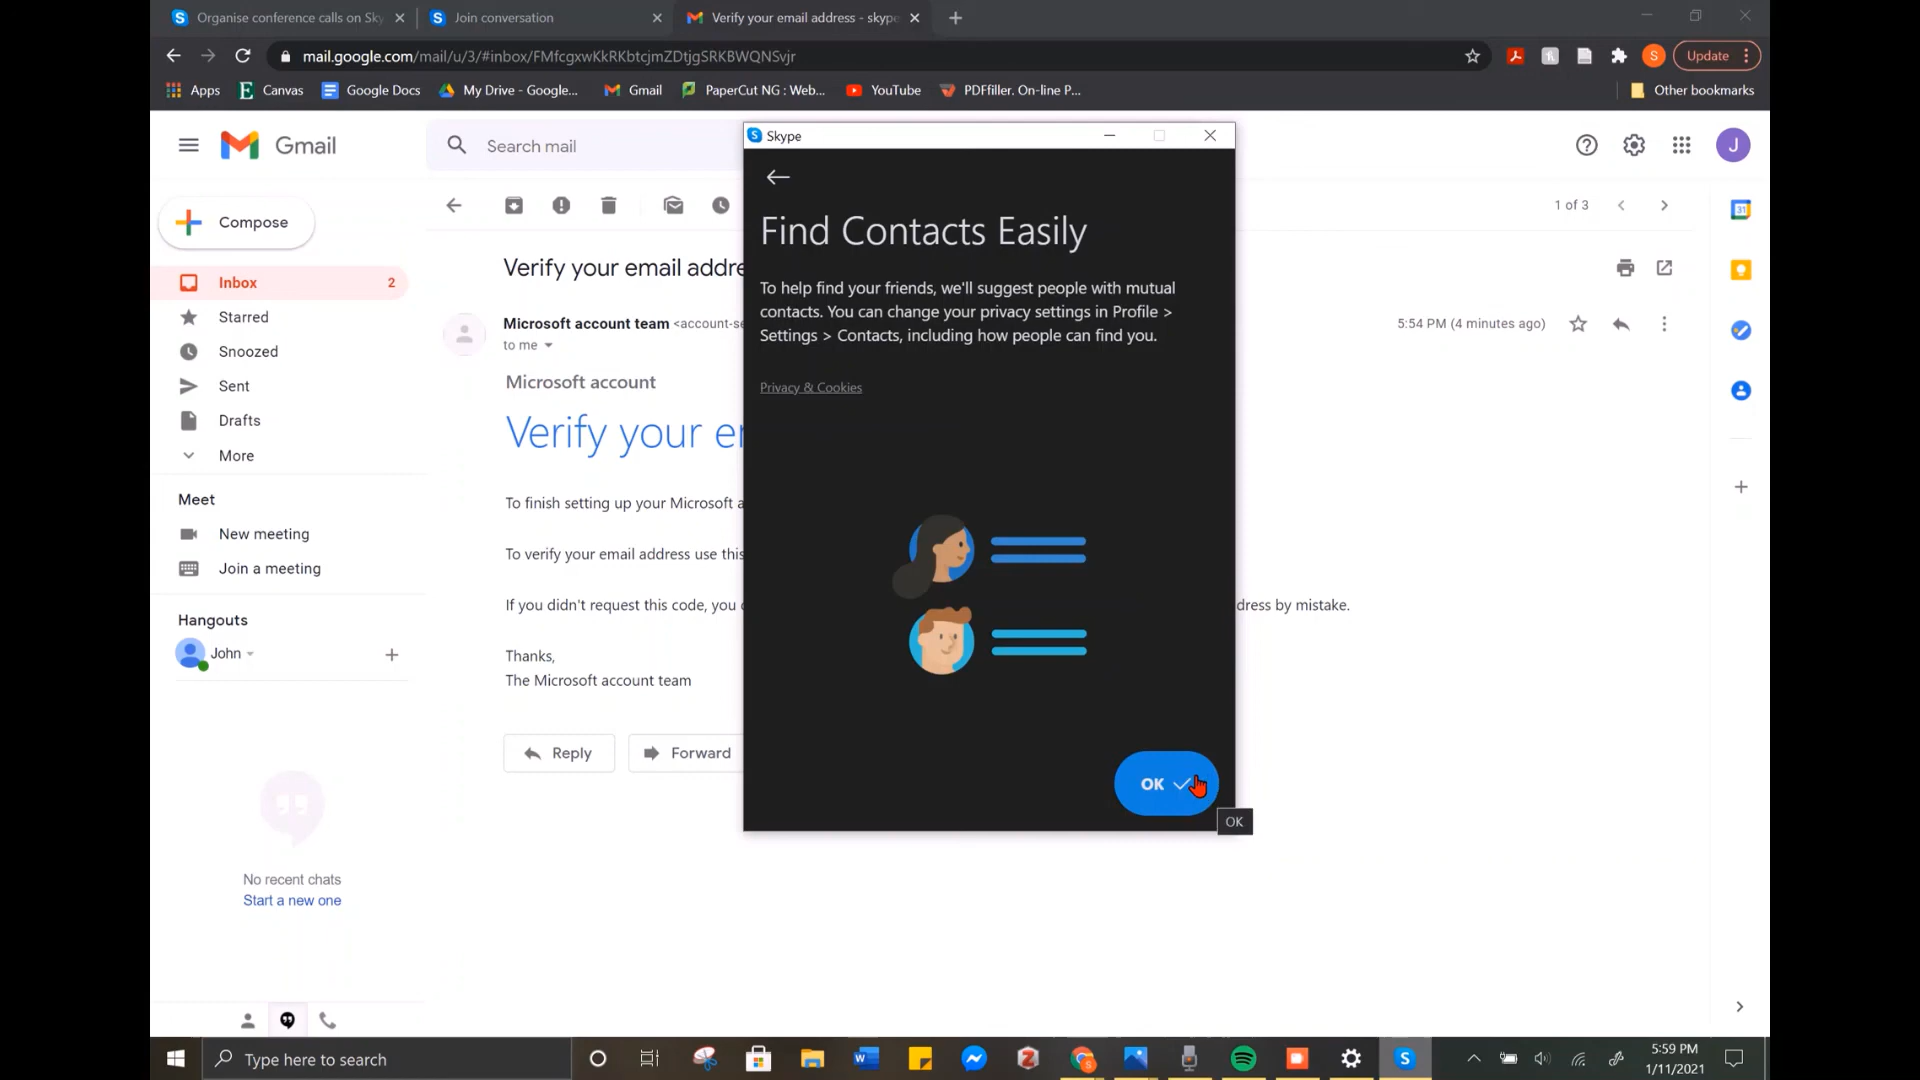 Organise conference calls on Sky
Join conversation
Verify your email address - skype
mail.google.com/mail/u/3/#inbox/FMfcgxwKkRKbtcjmZDtjgSRKBWQNSvjr
S
Update
Apps
Canvas
Google Docs
My Drive - Google...
Gmail
PaperCut NG : Web...
YouTube
PDFfiller. On-line P...
Other bookmarks
Gmail
Search mail
J
Compose
1 of 3
Inbox 2
Starred
Snoozed
Sent
Drafts
More
Meet
New meeting
Join a meeting
Hangouts
John
No recent chats
Start a new one
Verify your email addre
Microsoft account team <account-se
to me
5:54 PM (4 minutes ago)
Microsoft account
Verify your e
To finish setting up your Microsoft a
To verify your email address use this
If you didn't request this code, you dress by mistake.
Thanks,
The Microsoft account team
Reply
Forward
Skype
Find Contacts Easily
To help find your friends, we'll suggest people with mutual
contacts. You can change your privacy settings in Profile >
Settings > Contacts, including how people can find you.
Privacy & Cookies
OK
OK
31
Type here to search
5:59 PM
1/11/2021